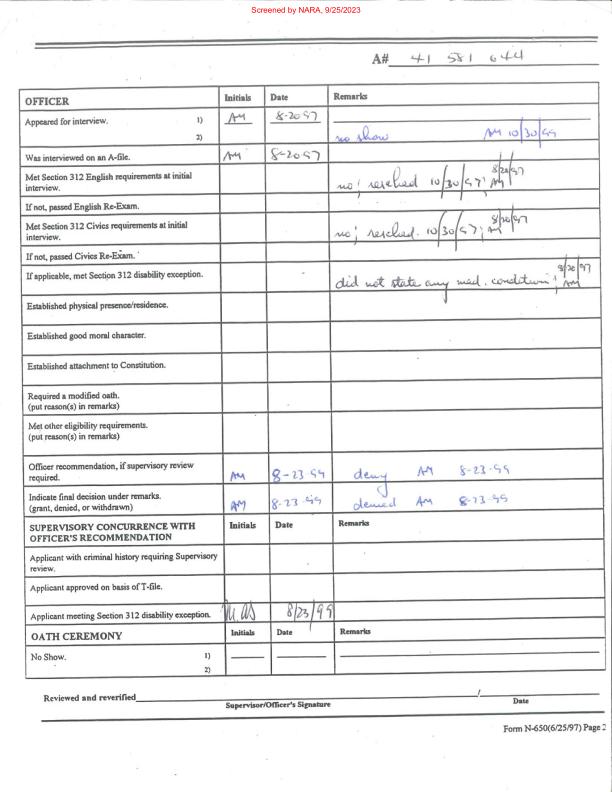 Screened by NARA, 9/25/2023
A# 41 581 644
OFFICER Initials Date Remarks
Appeared for interview. 1) AM 8-20 97
2) no show AM 10/30/
Was interviewed on an A-file. AM 8-20 97
Met Section 312 English requirements at initial interview. no; resched 10/30/97; AM 8/20/97
If not, passed English Re-Exam.
Met Section 312 Civics requirements at initial interview. no; resched. 10/30/97; AM 8/20/97
If not, passed Civics Re-Exam.
If applicable, met Section 312 disability exception. did not state any med. condition; AM 8/20/97
Established physical presence/residence.
Established good moral character.
Established attachment to Constitution.
Required a modified oath.
(put reason(s) in remarks)
Met other eligibility requirements.
(put reason(s) in remarks)
Officer recommendation, if supervisory review required. AM 8-23-99 deny AM 8-23-99
Indicate final decision under remarks.
(grant, denied, or withdrawn) AM 8-23-99 denied AM 8-23-99
SUPERVISORY CONCURRENCE WITH OFFICER'S RECOMMENDATION Initials Date Remarks
Applicant with criminal history requiring Supervisory review.
Applicant approved on basis of T-file.
Applicant meeting Section 312 disability exception. 8/23/99
OATH CEREMONY Initials Date Remarks
No Show. 1)
2)
Reviewed and reverified / 
Supervisor/Officer's Signature Date
Form N-650(6/25/97) Page 2